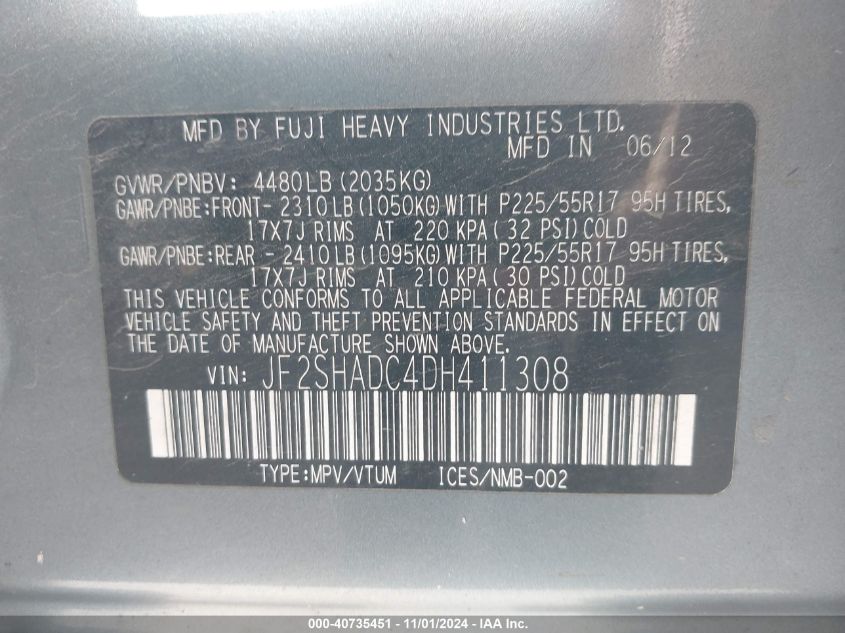 MFD BY FUJI HEAVY INDUSTRIES LTD.
MFD IN 06/12
GVWR/PNBV: 4480LB (2035KG)
GAWR/PNBE:FRONT- 2310LB (1050KG) WITH P225/55R17 95H TIRES,
17X7J RIMS AT 220 KPA (32 PSI) COLD
GAWR/PNBE:REAR - 2410LB (1095KG) WITH P225/55R17 95H TIRES,
17X7J RIMS AT 210 KPA (30 PSI) COLD
THIS VEHICLE CONFORMS TO ALL APPLICABLE FEDERAL MOTOR
VEHICLE SAFETY AND THEFT PREVENTION STANDARDS IN EFFECT ON
THE DATE OF MANUFACTURE SHOWN ABOVE.
VIN: JF2SHADC4DH411308
TYPE:MPV/VTUM ICES/NMB-002
000-40735451 - 11/01/2024 - IAA Inc.